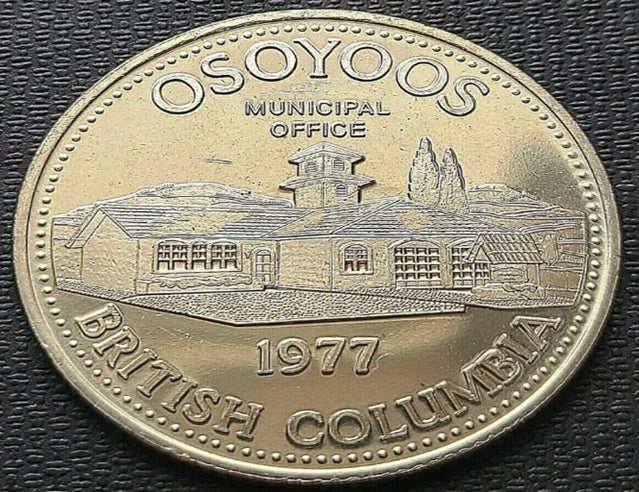 OSOYOOS
MUNICIPAL
OFFICE
1977
BRITISH COLUMBIA